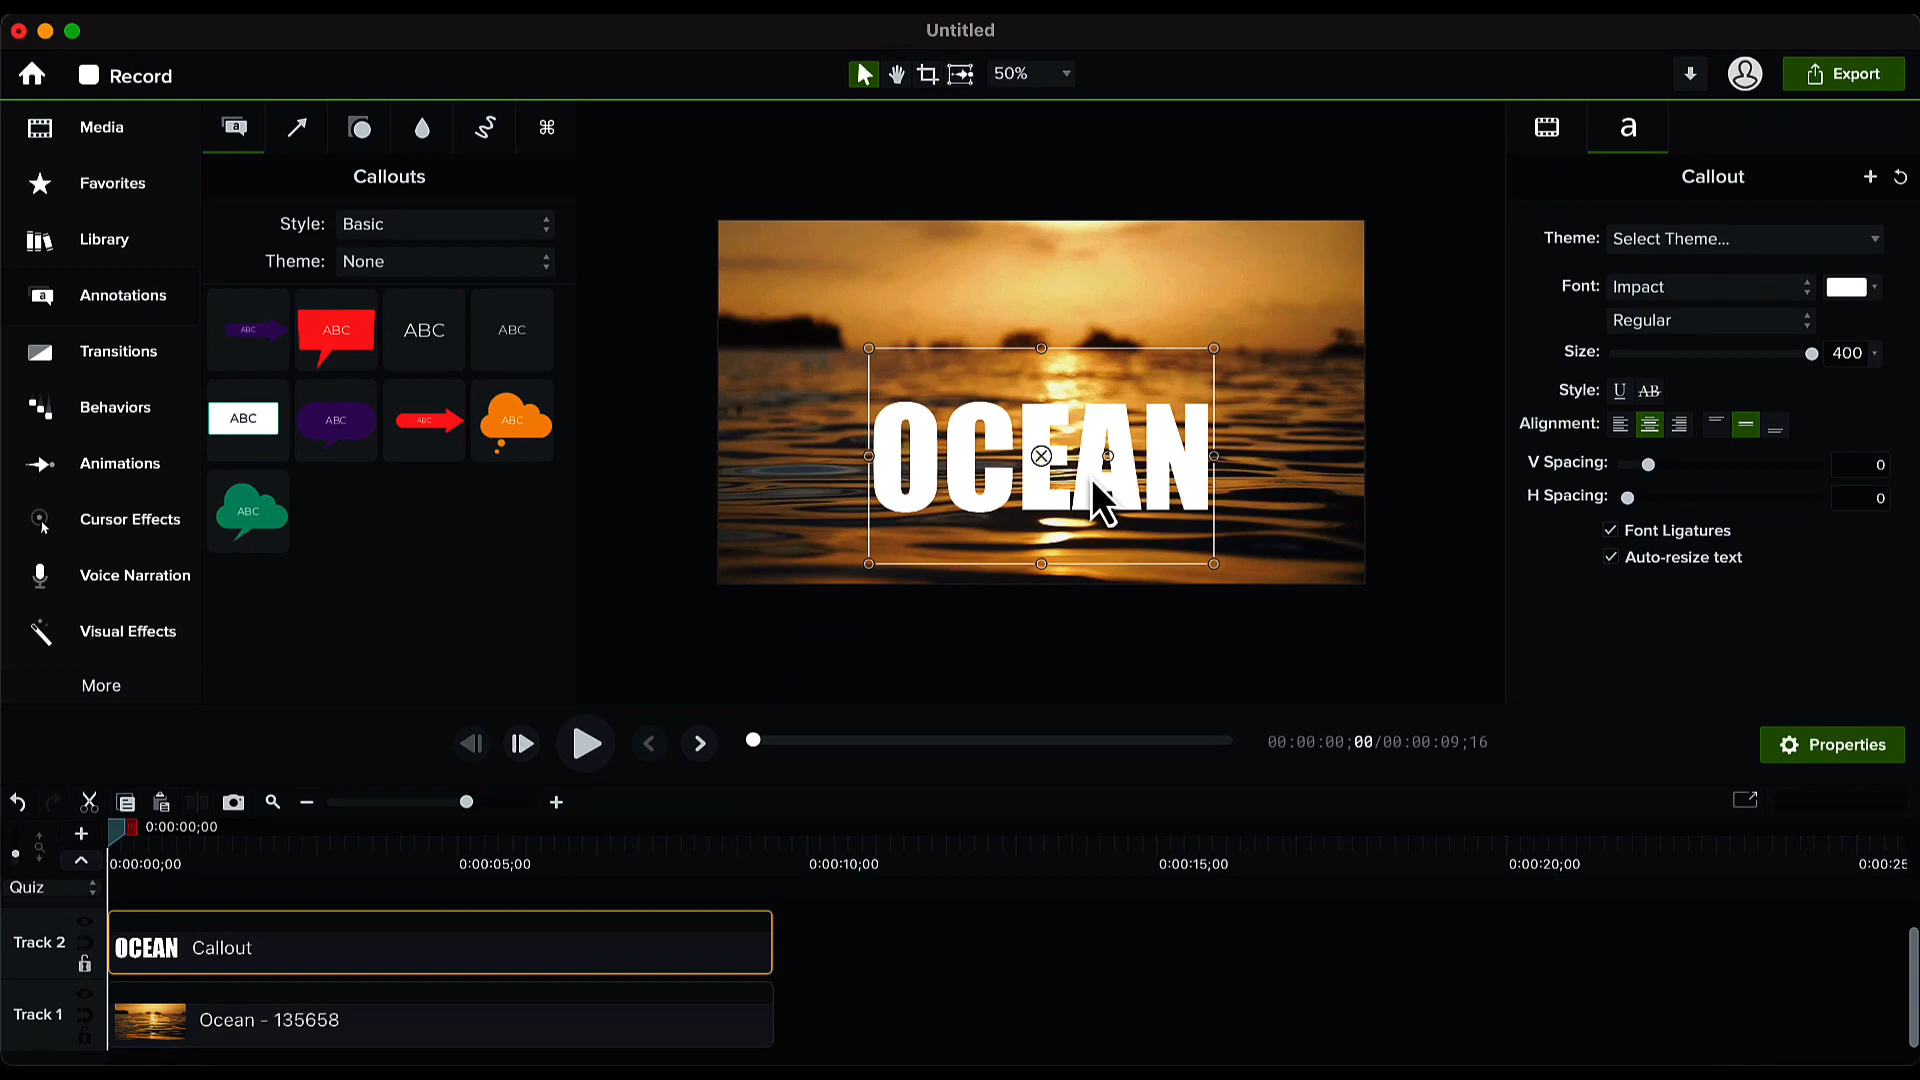 Untitled
Record
50%
Export
Media
Favorites
Library
Annotations
Transitions
Behaviors
Animations
Cursor Effects
Voice Narration
Visual Effects
More
a
Callouts
Style: Basic
Theme: None
ABC
ABC
ABC
ABC
ABC
ABC
ABC
ABC
ABC
OCEAN
a
Callout
Theme: Select Theme...
Font: Impact
Regular
Size: 400
Style: U AB
Alignment:
V Spacing: 0
H Spacing: 0
Font Ligatures
Auto-resize text
00:00:00;00/00:00:09;16
Properties
0:00:00;00
0:00:00;00
0:00:05;00
0:00:10;00
0:00:15;00
0:00:20;00
0:00:25
Quiz
Track 2
OCEAN Callout
Track 1
Ocean - 135658